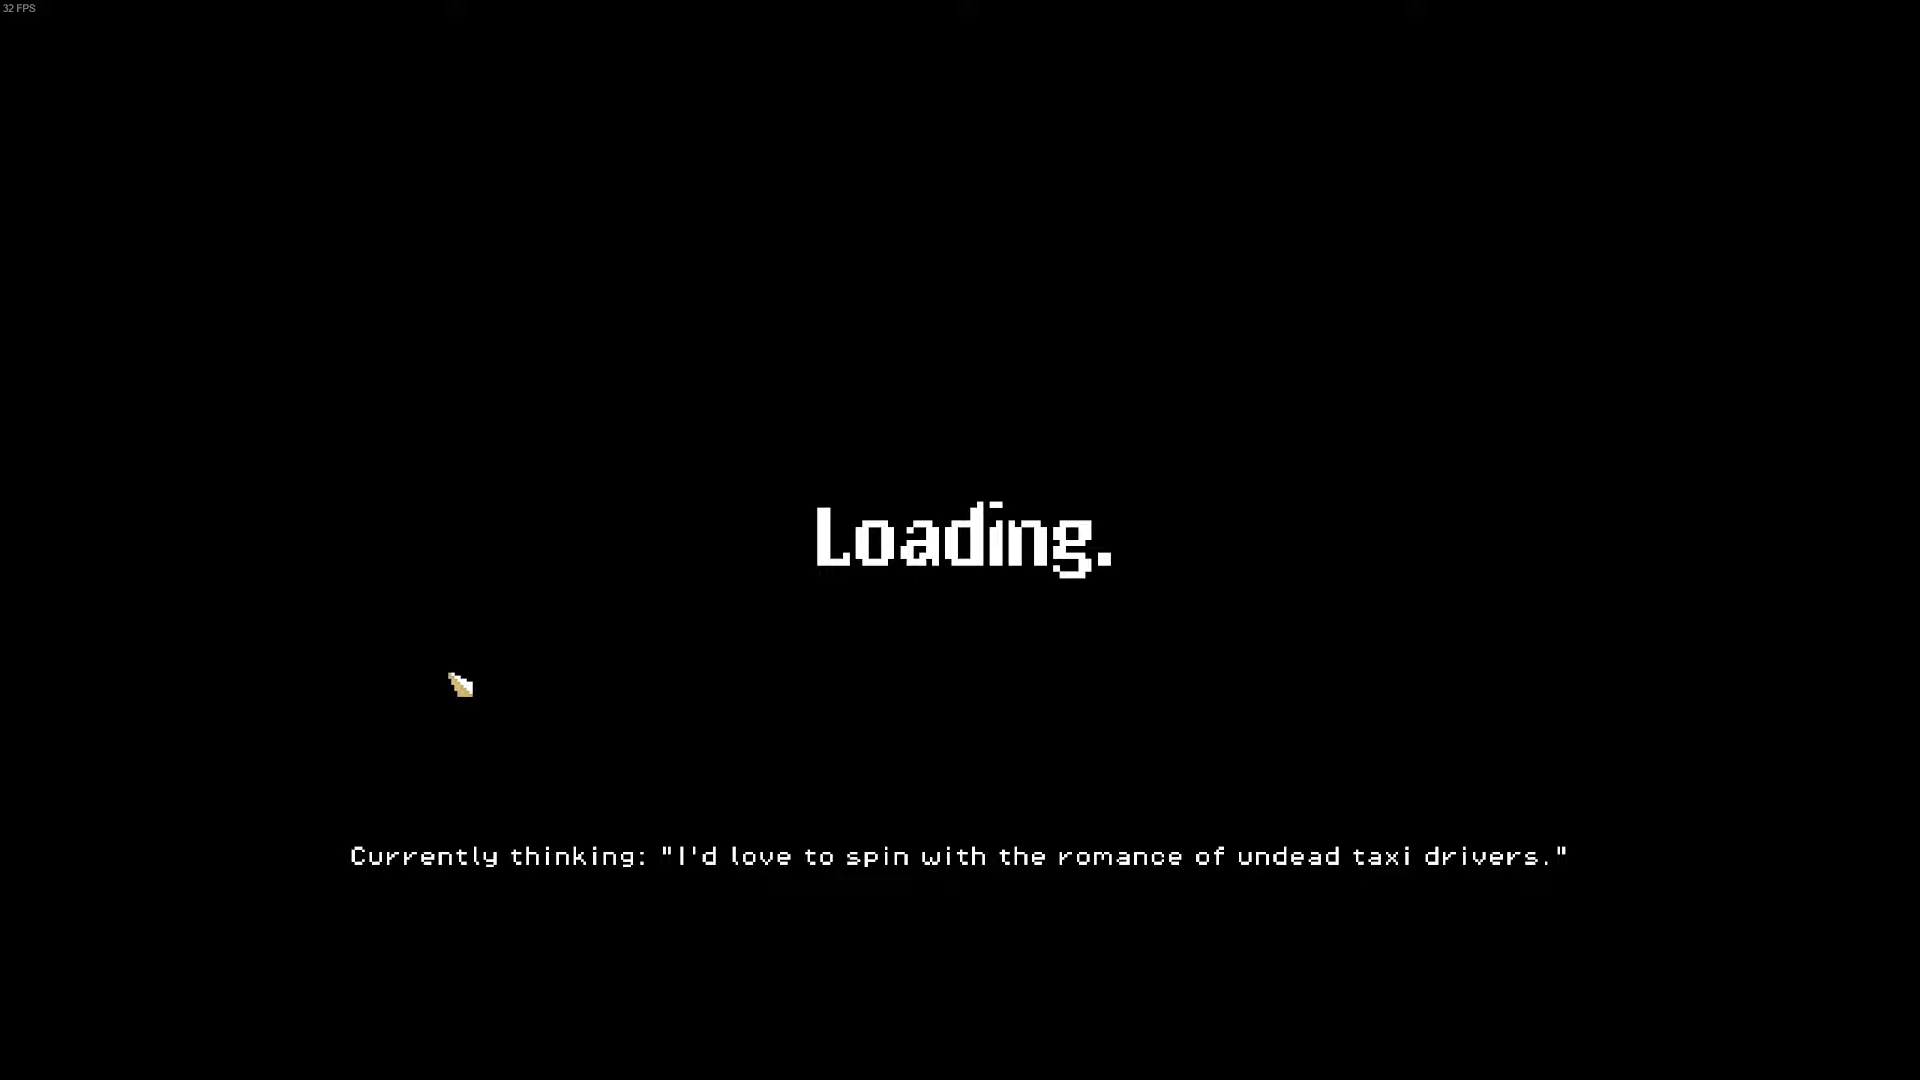 32 FPS
Loading.
Currently thinking: "I'd love to spin with the romance of undead taxi drivers."